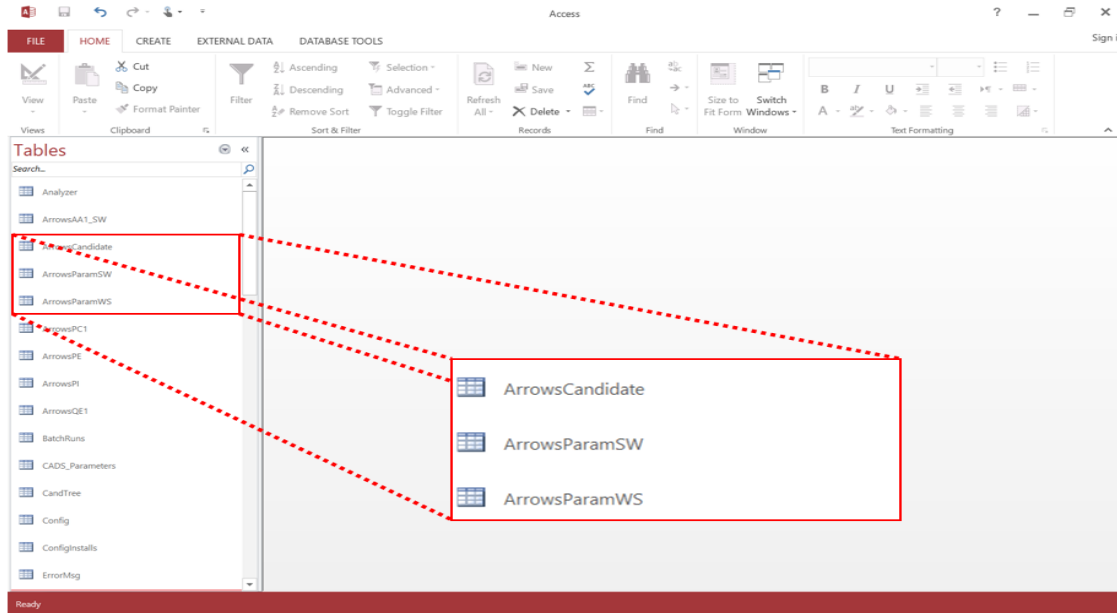 Access
?
FILE HOME CREATE EXTERNAL DATA DATABASE TOOLS
Sign i
View
Views
Paste
Cut
Copy
Format Painter
Clipboard
Filter
Ascending
Descending
Remove Sort
Selection
Advanced
Toggle Filter
Sort & Filter
Refresh
All
New
Save
Delete
Records
Find
Find
Size to
Fit Form
Switch
Windows
Window
B I U
A
Text Formatting
Tables
Search...
Analyzer
ArrowsAA1_SW
ArrowsCandidate
ArrowsParamSW
ArrowsParamWS
ArrowsPC1
ArrowsPE
ArrowsPI
ArrowsQE1
BatchRuns
CADS_Parameters
CandTree
Config
ConfigInstalls
ErrorMsg
ArrowsCandidate
ArrowsParamSW
ArrowsParamWS
Ready